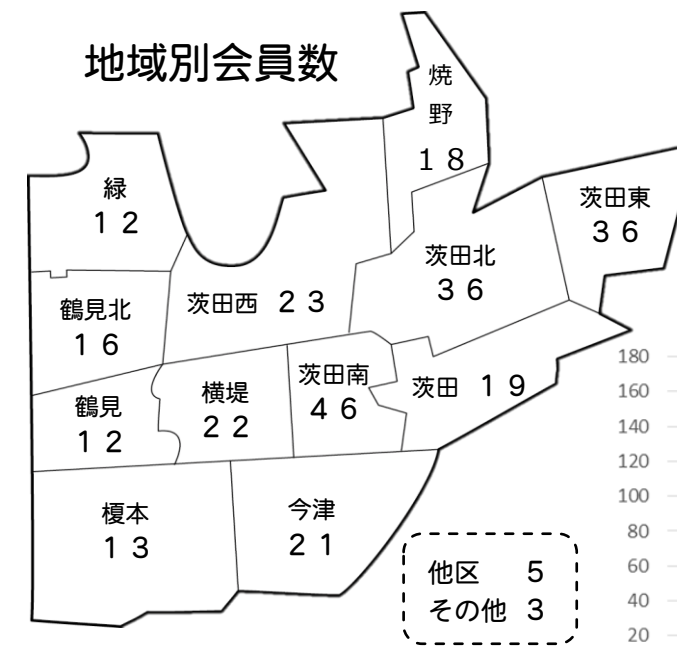 地域別会員数
焼
野
１８
緑
１２
茨田東
３６
茨田北
３６
鶴見北
１６
茨田西 ２３
茨田南
４６
茨田 １９
横堤
２２
鶴見
１２
榎本
１３
今津
２１
他区 ５
その他 ３
180
160
140
120
100
80
60
40
20